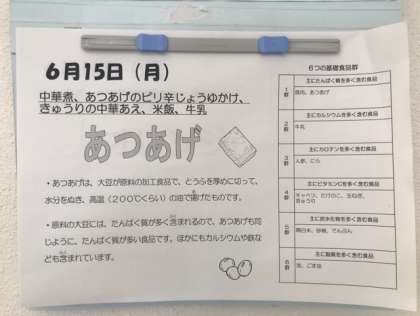 6月15日（月）
中華煮、あつあげのピリ辛じょうゆかけ、
きゅうりの中華あえ、米飯、牛乳
あつあげ
・あつあげは、大豆が原料の加工食品で、とうふを厚めに切って、
水分をぬき、高温（200℃くらい）の油で揚げたものです。
・原料の大豆には、たんぱく質が多く含まれるので、あつあげも同
じように、たんぱく質が多い食品です。ほかにもカルシウムや鉄な
ども含まれています。
6つの基礎食品群
1群
主にたんぱく質を多く含む食品
豚肉、あつあげ
2群
主にカルシウムを多く含む食品
牛乳
3群
主にカロテンを多く含む食品
人参、にら
4群
主にビタミンCを多く含む食品
キャベツ、たけのこ、玉ねぎ、
きゅうり
5群
主に炭水化物を多く含む食品
精白米、砂糖、でんぷん
6群
主に脂質を多く含む食品
油、ごま油